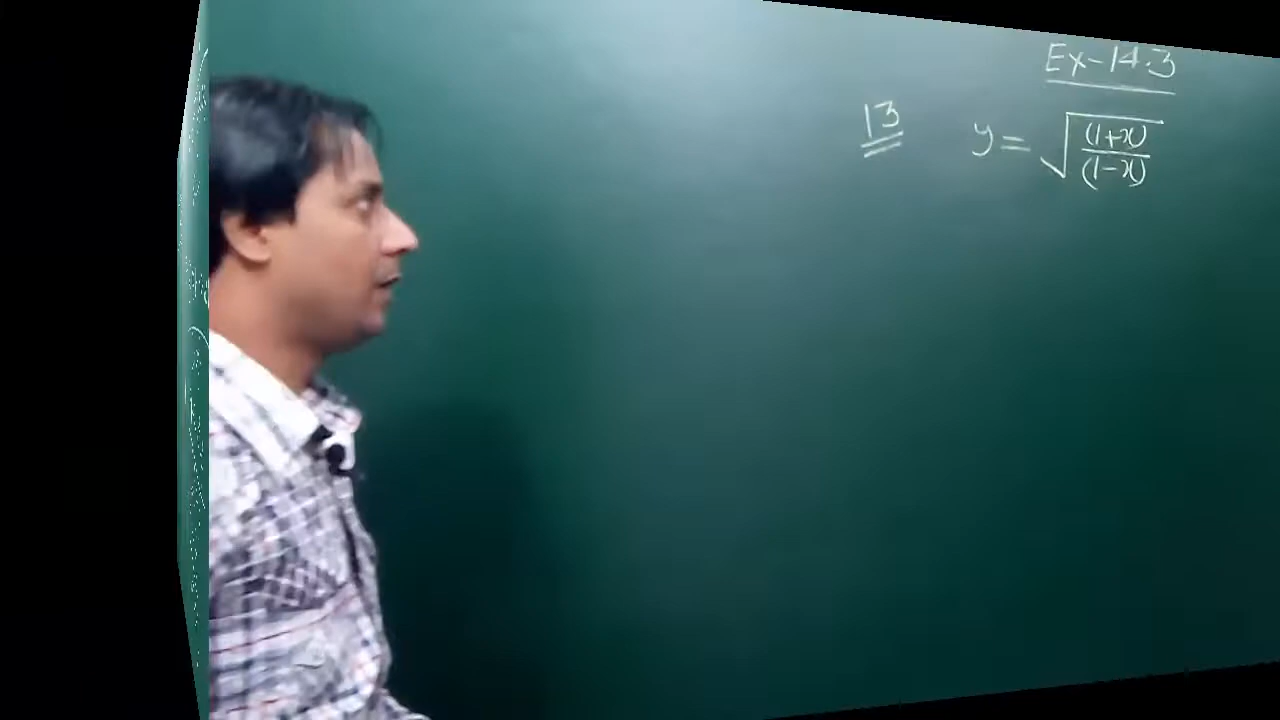 Ex-14.3
13 y = √((1+x)/(1-x))